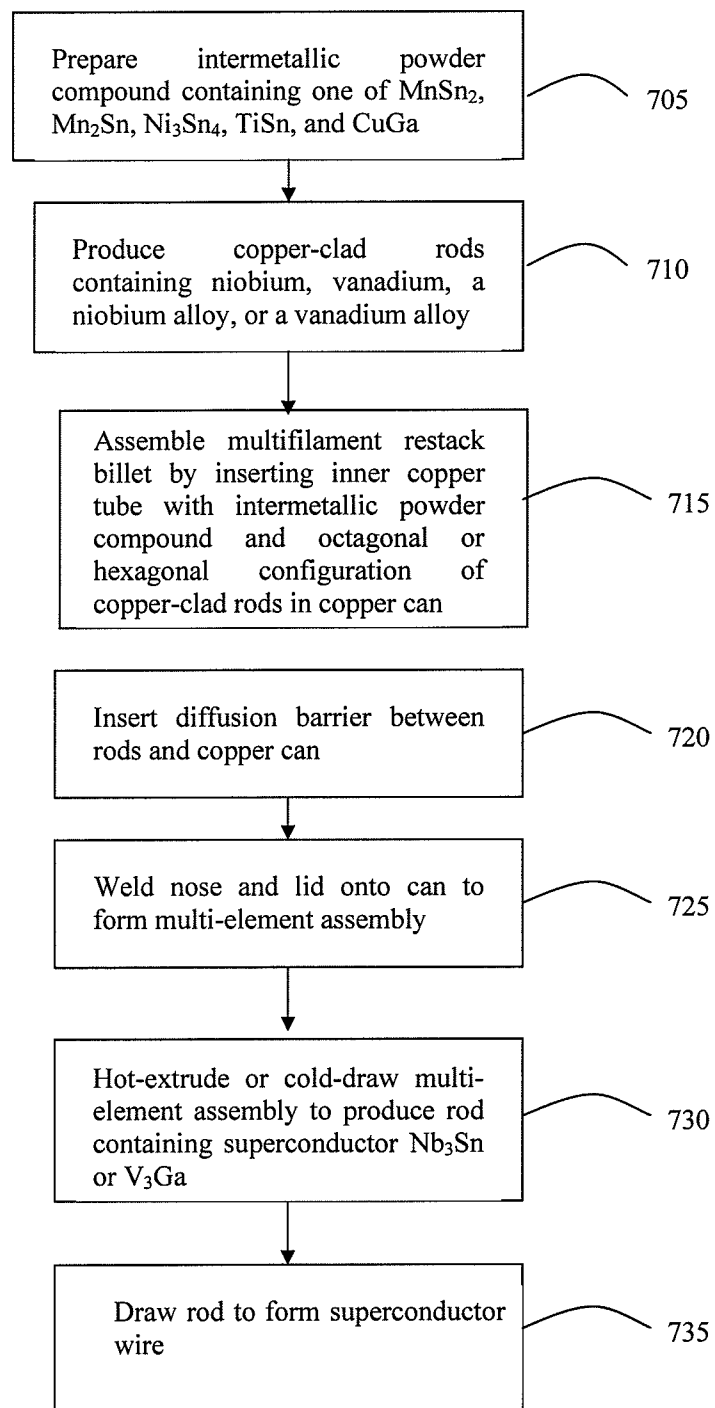 Prepare intermetallic powder
compound containing one of MnSn₂,
Mn₂Sn, Ni₃Sn₄, TiSn, and CuGa
705
Produce copper-clad rods
containing niobium, vanadium, a
niobium alloy, or a vanadium alloy
710
Assemble multifilament restack
billet by inserting inner copper
tube with intermetallic powder
compound and octagonal or
hexagonal configuration of
copper-clad rods in copper can
715
Insert diffusion barrier between
rods and copper can
720
Weld nose and lid onto can to
form multi-element assembly
725
Hot-extrude or cold-draw multi-
element assembly to produce rod
containing superconductor Nb₃Sn
or V₃Ga
730
Draw rod to form superconductor
wire
735